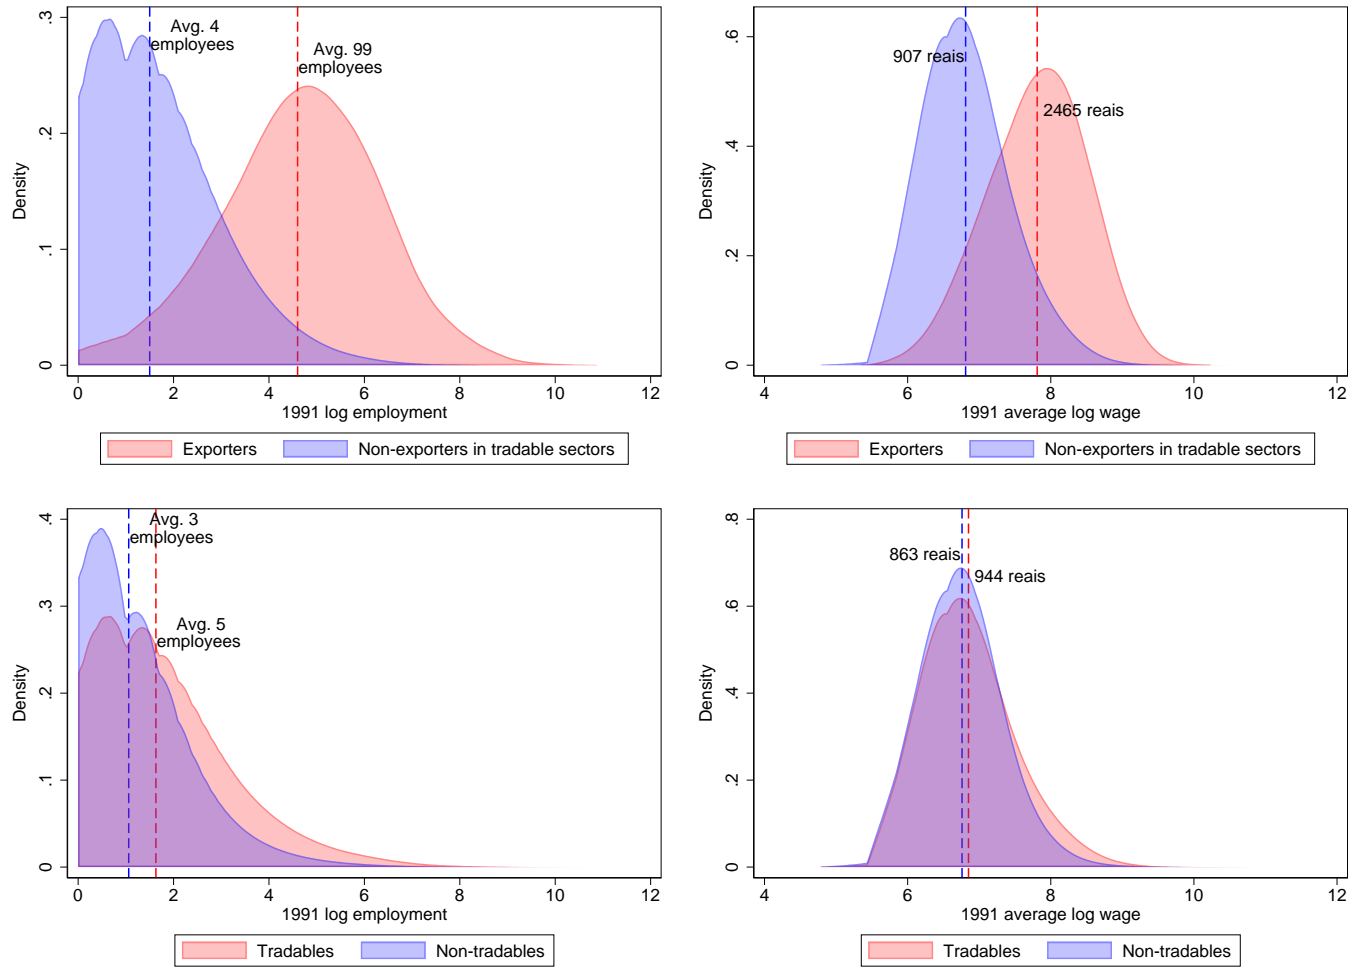 Avg. 4
employees
Avg. 99
employees
.3
.2
.1
0
Density
0 2 4 6 8 10 12
1991 log employment
Exporters Non-exporters in tradable sectors
907 reais
2465 reais
.6
.4
.2
0
Density
4 6 8 10 12
1991 average log wage
Exporters Non-exporters in tradable sectors
Avg. 3
employees
Avg. 5
employees
.4
.3
.2
.1
0
Density
0 2 4 6 8 10 12
1991 log employment
Tradables Non-tradables
863 reais
944 reais
.8
.6
.4
.2
0
Density
4 6 8 10 12
1991 average log wage
Tradables Non-tradables